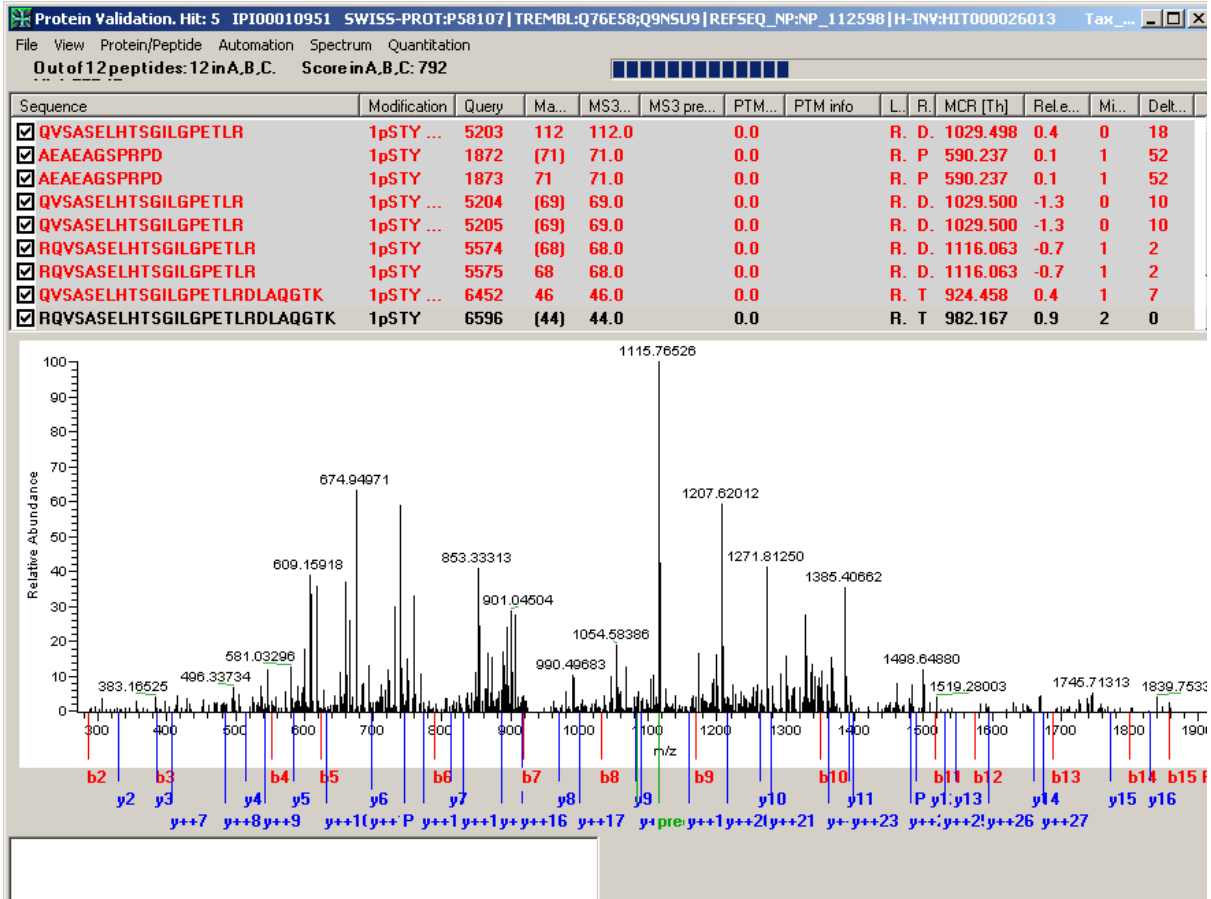 Protein Validation. Hit: 5 IPI00010951 SWISS-PROT:P58107|TREMBL:Q76E58;Q9NSU9|REFSEQ_NP:NP_112598|H-INV:HIT000026013 Tax_...
File View Protein/Peptide Automation Spectrum Quantitation
Out of 12 peptides: 12 in A,B,C. Score in A,B,C: 792
Sequence Modification Query Ma... MS3... MS3 pre... PTM... PTM info L.. R. MCR [Th] Rel.e... Mi... Delt...
QVSASELHTSGILGPETLR 1pSTY ... 5203 112 112.0 0.0 R. D. 1029.498 0.4 0 18
AEAEAGSPRPD 1pSTY 1872 (71) 71.0 0.0 R. P 590.237 0.1 1 52
AEAEAGSPRPD 1pSTY 1873 71 71.0 0.0 R. P 590.237 0.1 1 52
QVSASELHTSGILGPETLR 1pSTY ... 5204 (69) 69.0 0.0 R. D. 1029.500 -1.3 0 10
QVSASELHTSGILGPETLR 1pSTY ... 5205 (69) 69.0 0.0 R. D. 1029.500 -1.3 0 10
RQVSASELHTSGILGPETLR 1pSTY 5574 (68) 68.0 0.0 R. D. 1116.063 -0.7 1 2
RQVSASELHTSGILGPETLR 1pSTY 5575 68 68.0 0.0 R. D. 1116.063 -0.7 1 2
QVSASELHTSGILGPETLRDLAQGTK 1pSTY ... 6452 46 46.0 0.0 R. T 924.458 0.4 1 7
RQVSASELHTSGILGPETLRDLAQGTK 1pSTY 6596 (44) 44.0 0.0 R. T 982.167 0.9 2 0
1115.76526
100
90
80
70
674.94971
1207.62012
60
50
853.33313
1271.81250
609.15918
1385.40662
40
901.04504
30
1054.58386
20
581.03296
990.49683
1498.64880
496.33734
1745.71313
10
383.16525
1519.28003
1839.7533
0
Relative Abundance
300 400 500 600 700 800 900 1000 1100 1200 1300 1400 1500 1600 1700 1800 1900
m/z
b2 b3 b4 b5 b6 b7 b8 b9 b10 b11 b12 b13 b14 b15
y2 y3 y4 y5 y6 y7 y8 y9 y10 y11 P y13 y14 y15 y16
y++7 y++8 y++9 y++10 P y++16 y++17 y++21 y++23 y++26 y++27